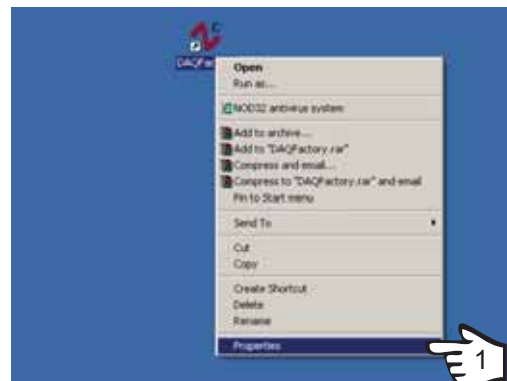 DAQFac
Open
Run as...
NOD32 antivirus system
Add to archive...
Add to "DAQFactory.rar"
Compress and email...
Compress to "DAQFactory.rar" and email
Pin to Start menu
Send To
Cut
Copy
Create Shortcut
Delete
Rename
Properties
1